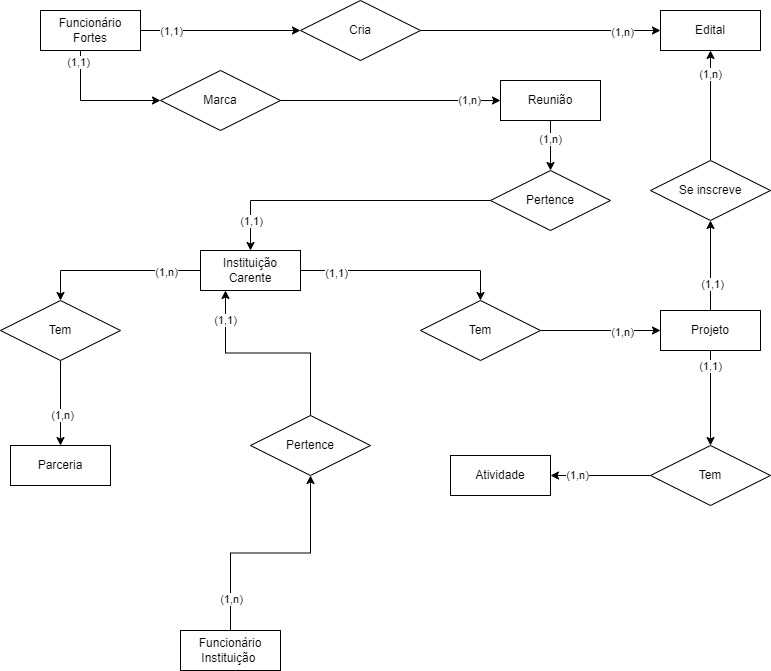 Funcionário
Fortes
(1,1)
Cria
(1,n)
Edital
(1,1)
Marca
(1,n)
Reunião
(1,n)
(1,n)
Pertence
Se inscreve
(1,1)
Instituição
Carente
(1,n)
(1,1)
(1,1)
(1,1)
Tem
Tem
(1,n)
Projeto
(1,1)
(1,n)
Pertence
Parceria
Atividade
(1,n)
Tem
(1,n)
Funcionário
Instituição